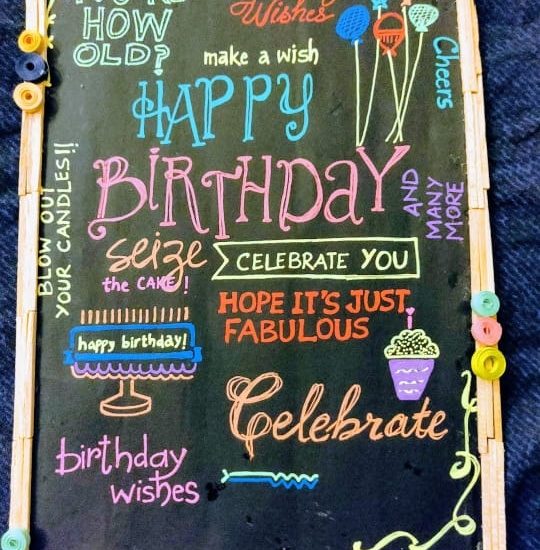 HOW
OLD?
Wishes
make a wish
Cheers
HAPPY
BIRTHDAY
AND
MANY
MORE
BLOW OUT
YOUR CANDLES!!
seize
the CAKE!
CELEBRATE YOU
HOPE IT'S JUST
FABULOUS
happy birthday!
Celebrate
birthday
wishes